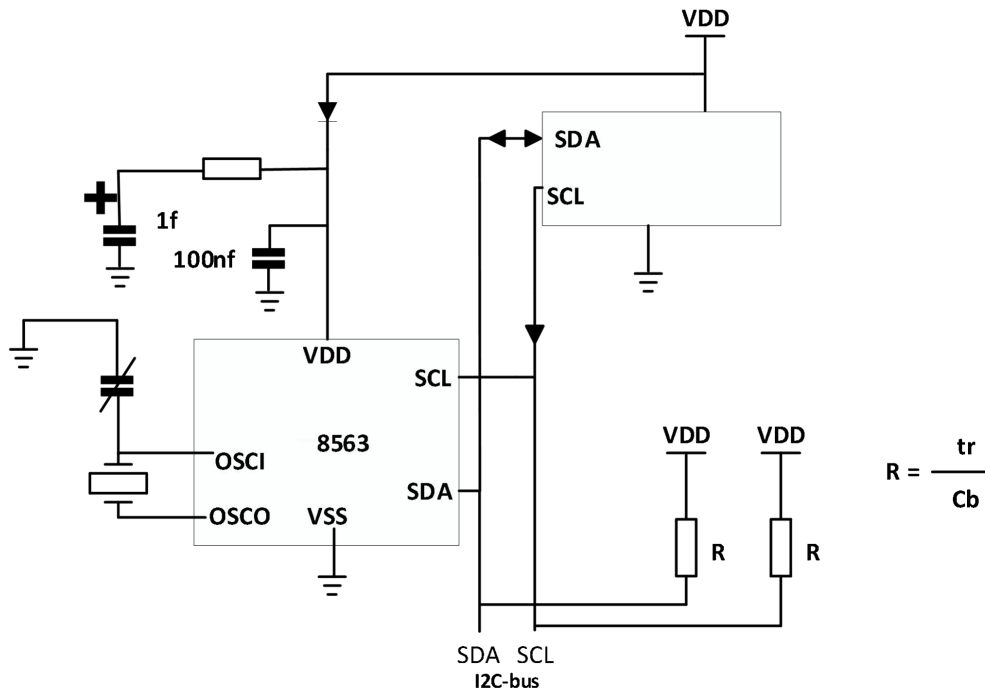 VDD
SDA
SCL
1f
100nf
VDD
SCL
8563
OSCI
SDA
OSCO
VSS
VDD VDD
R = tr
Cb
R R
SDA SCL
I2C-bus